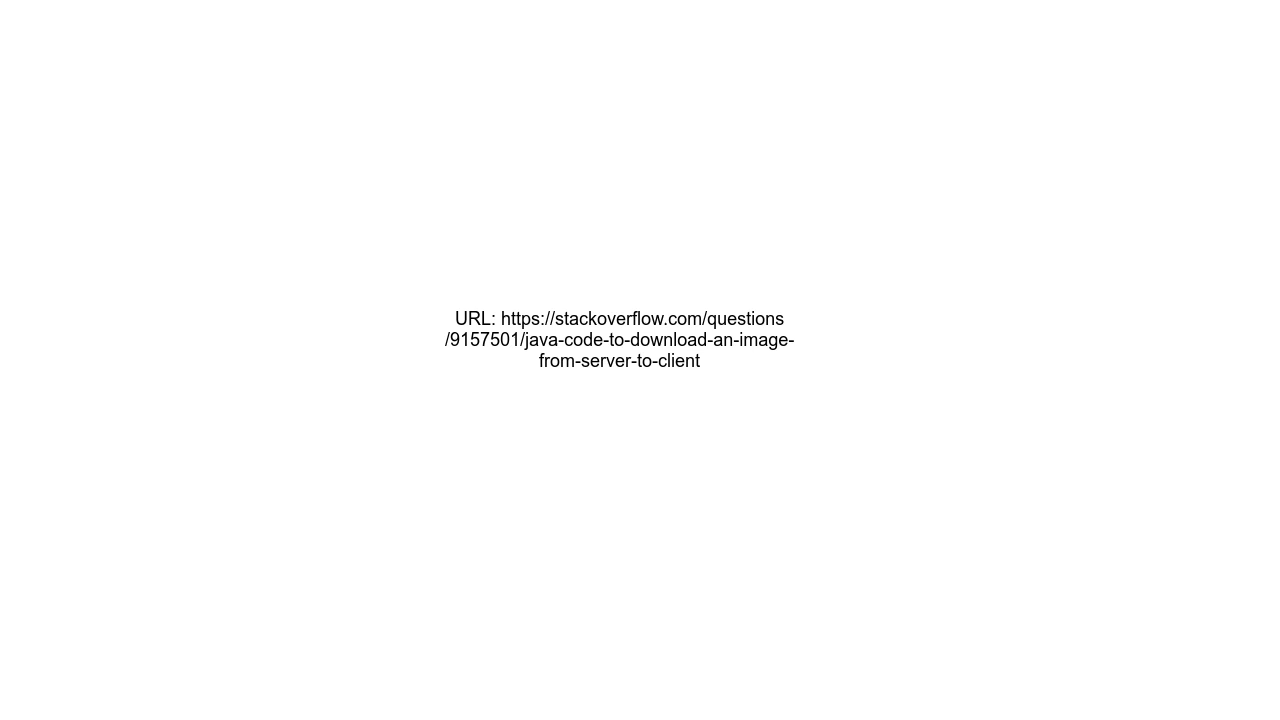 URL: https://stackoverflow.com/questions
/9157501/java-code-to-download-an-image-
from-server-to-client